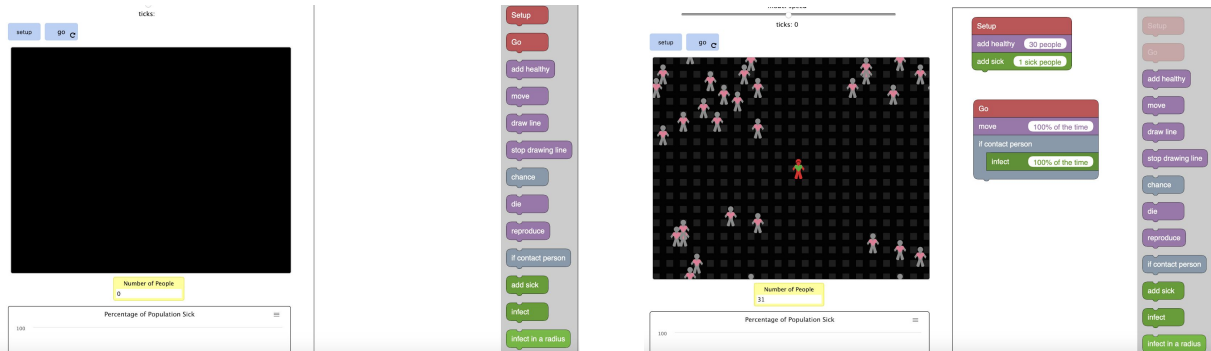 ticks:
setup
go
Number of People
0
Percentage of Population Sick
100
Setup
Go
add healthy
move
draw line
stop drawing line
chance
die
reproduce
if contact person
add sick
infect
infect in a radius
model speed
ticks: 0
setup
go
Number of People
31
Percentage of Population Sick
100
Setup
add healthy 30 people
add sick 1 sick people
Go
move 100% of the time
if contact person
infect 100% of the time
Setup
Go
add healthy
move
draw line
stop drawing line
chance
die
reproduce
if contact person
add sick
infect
infect in a radius